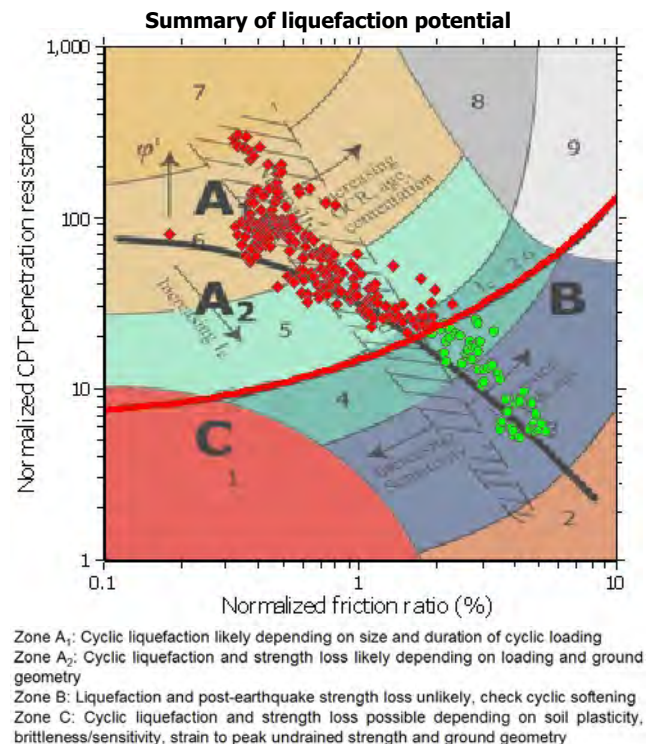 Summary of liquefaction potential
1,000
7
8
9
φ'
A
Increasing
OCR, age,
cementation
100
6
2.6
A2
B
Increasing Ic
5
10
4
C
1
Increasing
Sensitivity
2
1
0.1
1
10
Normalized CPT penetration resistance
Normalized friction ratio (%)
Zone A1: Cyclic liquefaction likely depending on size and duration of cyclic loading
Zone A2: Cyclic liquefaction and strength loss likely depending on loading and ground
geometry
Zone B: Liquefaction and post-earthquake strength loss unlikely, check cyclic softening
Zone C: Cyclic liquefaction and strength loss possible depending on soil plasticity,
brittleness/sensitivity, strain to peak undrained strength and ground geometry